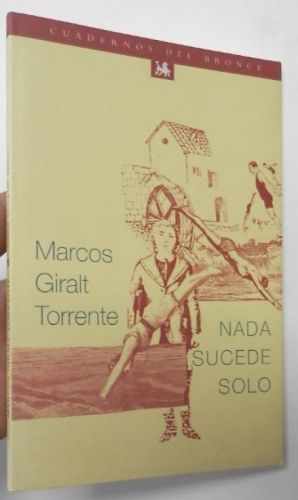 CUADERNOS DEL BRONCE
Marcos
Giralt
Torrente
NADA
SUCEDE
SOLO